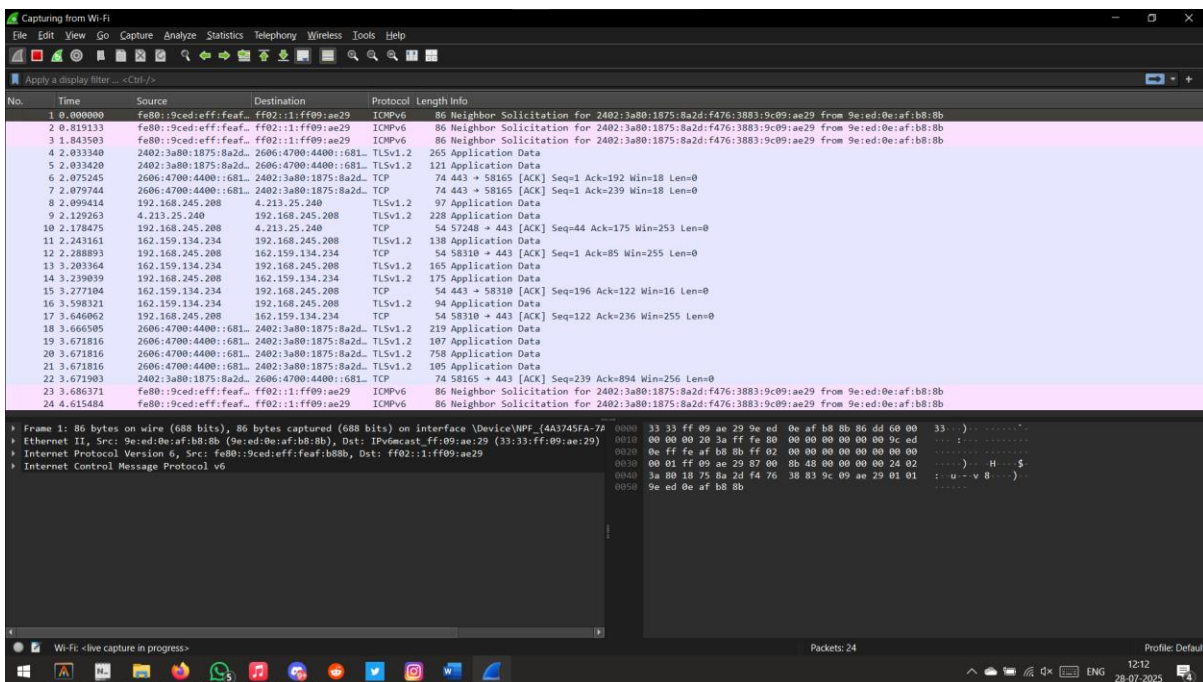 Capturing from Wi-Fi
File Edit View Go Capture Analyze Statistics Telephony Wireless Tools Help
Apply a display filter ... <Ctrl-/>
No. Time Source Destination Protocol Length Info
1 0.000000 fe80::9ced:eff:feaf… ff02::1:ff09:ae29 ICMPv6 86 Neighbor Solicitation for 2402:3a80:1875:8a2d:f476:3883:9c09:ae29 from 9e:ed:0e:af:b8:8b
2 0.819133 fe80::9ced:eff:feaf… ff02::1:ff09:ae29 ICMPv6 86 Neighbor Solicitation for 2402:3a80:1875:8a2d:f476:3883:9c09:ae29 from 9e:ed:0e:af:b8:8b
3 1.843503 fe80::9ced:eff:feaf… ff02::1:ff09:ae29 ICMPv6 86 Neighbor Solicitation for 2402:3a80:1875:8a2d:f476:3883:9c09:ae29 from 9e:ed:0e:af:b8:8b
4 2.033340 2402:3a80:1875:8a2d… 2606:4700:4400::681… TLSv1.2 265 Application Data
5 2.033420 2402:3a80:1875:8a2d… 2606:4700:4400::681… TLSv1.2 121 Application Data
6 2.075245 2606:4700:4400::681… 2402:3a80:1875:8a2d… TCP 74 443 → 58165 [ACK] Seq=1 Ack=192 Win=18 Len=0
7 2.079744 2606:4700:4400::681… 2402:3a80:1875:8a2d… TCP 74 443 → 58165 [ACK] Seq=1 Ack=239 Win=18 Len=0
8 2.099414 192.168.245.208 4.213.25.240 TLSv1.2 97 Application Data
9 2.129263 4.213.25.240 192.168.245.208 TLSv1.2 228 Application Data
10 2.178475 192.168.245.208 4.213.25.240 TCP 54 57248 → 443 [ACK] Seq=44 Ack=175 Win=253 Len=0
11 2.243161 162.159.134.234 192.168.245.208 TLSv1.2 138 Application Data
12 2.288893 192.168.245.208 162.159.134.234 TCP 54 58310 → 443 [ACK] Seq=1 Ack=85 Win=255 Len=0
13 3.203364 162.159.134.234 192.168.245.208 TLSv1.2 165 Application Data
14 3.239039 192.168.245.208 162.159.134.234 TLSv1.2 175 Application Data
15 3.277104 162.159.134.234 192.168.245.208 TCP 54 443 → 58310 [ACK] Seq=196 Ack=122 Win=16 Len=0
16 3.598321 162.159.134.234 192.168.245.208 TLSv1.2 94 Application Data
17 3.646062 192.168.245.208 162.159.134.234 TCP 54 58310 → 443 [ACK] Seq=122 Ack=236 Win=255 Len=0
18 3.666505 2606:4700:4400::681… 2402:3a80:1875:8a2d… TLSv1.2 219 Application Data
19 3.671816 2606:4700:4400::681… 2402:3a80:1875:8a2d… TLSv1.2 107 Application Data
20 3.671816 2606:4700:4400::681… 2402:3a80:1875:8a2d… TLSv1.2 758 Application Data
21 3.671816 2606:4700:4400::681… 2402:3a80:1875:8a2d… TLSv1.2 105 Application Data
22 3.671903 2402:3a80:1875:8a2d… 2606:4700:4400::681… TCP 74 58165 → 443 [ACK] Seq=239 Ack=894 Win=256 Len=0
23 3.686371 fe80::9ced:eff:feaf… ff02::1:ff09:ae29 ICMPv6 86 Neighbor Solicitation for 2402:3a80:1875:8a2d:f476:3883:9c09:ae29 from 9e:ed:0e:af:b8:8b
24 4.615484 fe80::9ced:eff:feaf… ff02::1:ff09:ae29 ICMPv6 86 Neighbor Solicitation for 2402:3a80:1875:8a2d:f476:3883:9c09:ae29 from 9e:ed:0e:af:b8:8b
Frame 1: 86 bytes on wire (688 bits), 86 bytes captured (688 bits) on interface \Device\NPF_{4A3745FA-7A
Ethernet II, Src: 9e:ed:0e:af:b8:8b (9e:ed:0e:af:b8:8b), Dst: IPv6mcast_ff:09:ae:29 (33:33:ff:09:ae:29)
Internet Protocol Version 6, Src: fe80::9ced:eff:feaf:b88b, Dst: ff02::1:ff09:ae29
Internet Control Message Protocol v6
0000 33 33 ff 09 ae 29 9e ed 0e af b8 8b 86 dd 60 00 33···)·· ······`·
0010 00 00 00 20 3a ff fe 80 00 00 00 00 00 00 9c ed ··· :··· ········
0020 0e ff fe af b8 8b ff 02 00 00 00 00 00 00 00 00 ········ ········
0030 00 01 ff 09 ae 29 87 00 8b 48 00 00 00 00 24 02 ·····)·· ·H····$·
0040 3a 80 18 75 8a 2d f4 76 38 83 9c 09 ae 29 01 01 :··u·-·v 8····)··
0050 9e ed 0e af b8 8b ······
Wi-Fi: <live capture in progress>
Packets: 24
Profile: Defaul
5
ENG
12:12
28-07-2025
4